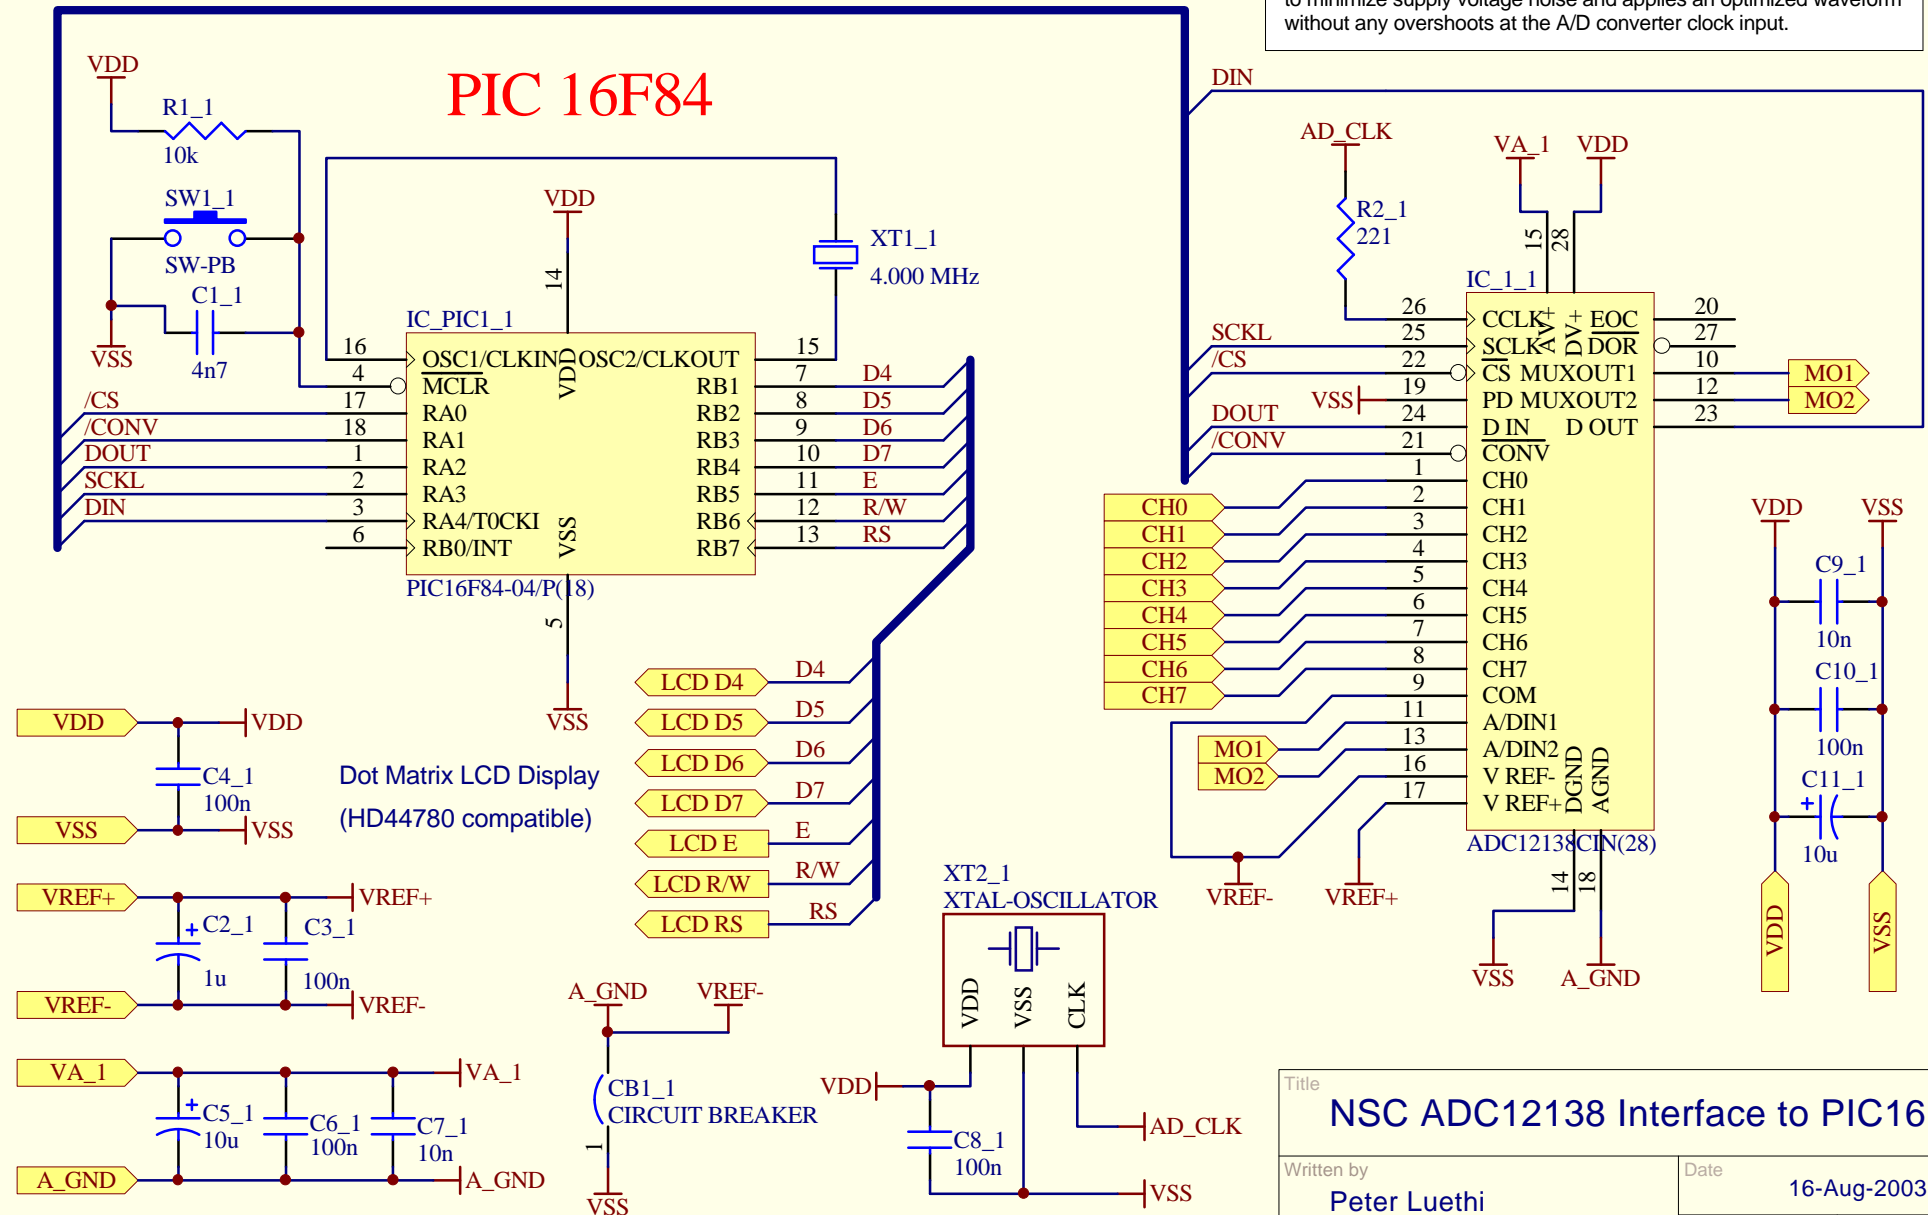 to minimize supply voltage noise and applies an optimized waveform
without any overshoots at the A/D converter clock input.
PIC 16F84
VDD
R1_1
10k
SW1_1
SW-PB
C1_1
4n7
VSS
VDD
14
XT1_1
4.000 MHz
IC_PIC1_1
16 OSC1/CLKIN VDD OSC2/CLKOUT 15
4 MCLR RB1 7 D4
/CS 17 RA0 RB2 8 D5
/CONV 18 RA1 RB3 9 D6
DOUT 1 RA2 RB4 10 D7
SCKL 2 RA3 RB5 11 E
DIN 3 RA4/T0CKI RB6 12 R/W
6 RB0/INT VSS RB7 13 RS
PIC16F84-04/P(18)
5
VSS
LCD D4 D4
LCD D5 D5
LCD D6 D6
LCD D7 D7
LCD E E
LCD R/W R/W
LCD RS RS
Dot Matrix LCD Display
(HD44780 compatible)
VDD VDD
C4_1
100n
VSS VSS
VREF+ VREF+
+ C2_1 C3_1
1u 100n
VREF- VREF-
VA_1 VA_1
+ C5_1 C6_1 C7_1
10u 100n 10n
A_GND A_GND
A_GND VREF-
CB1_1
CIRCUIT BREAKER
1
VSS
XT2_1
XTAL-OSCILLATOR
VDD VSS CLK
VDD
C8_1
100n
AD_CLK
VSS
DIN
AD_CLK
R2_1
221
VA_1 VDD
15 28
IC_1_1
26 CCLK AV+ DV+ EOC 20
SCKL 25 SCLK DOR 27
/CS 22 CS MUXOUT1 10 MO1
VSS 19 PD MUXOUT2 12 MO2
DOUT 24 D IN D OUT 23
/CONV 21 CONV
CH0 1 CH0
CH1 2 CH1
CH2 3 CH2
CH3 4 CH3
CH4 5 CH4
CH5 6 CH5
CH6 7 CH6
CH7 8 CH7
9 COM
MO1 11 A/DIN1
MO2 13 A/DIN2
16 V REF-
17 V REF+
DGND AGND
ADC12138CIN(28)
VREF- VREF+
14 18
VSS A_GND
VDD VSS
C9_1
10n
C10_1
100n
C11_1
+
10u
VDD VSS
Title
NSC ADC12138 Interface to PIC16
Written by
Peter Luethi
Date
16-Aug-2003